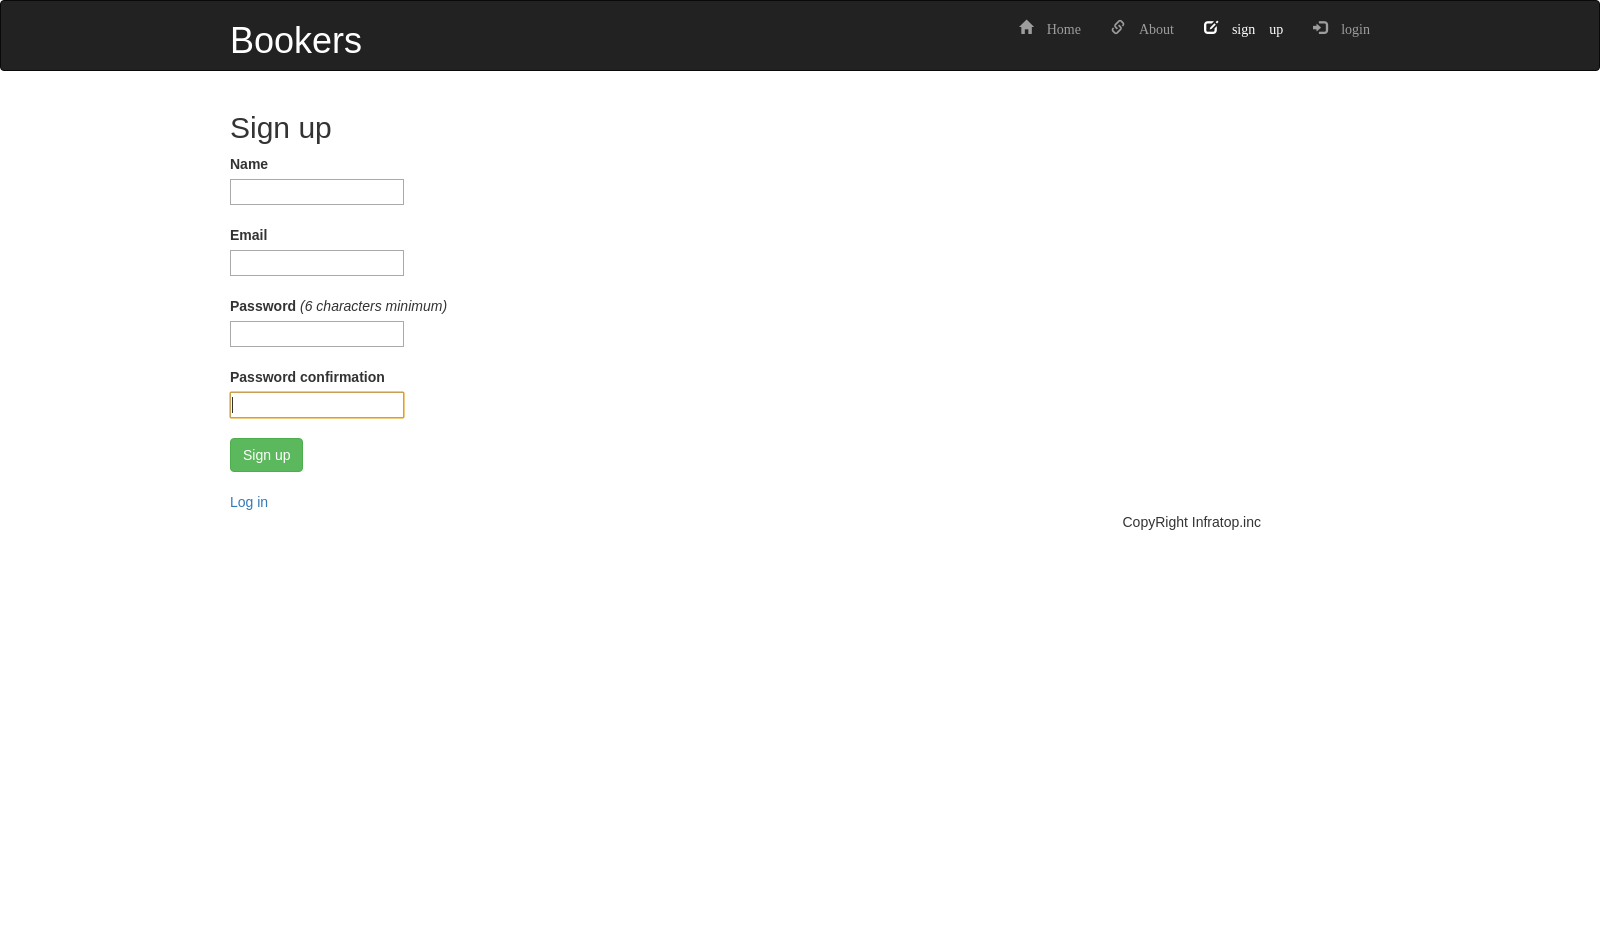 Bookers
Home About sign up login
Sign up
Name
Email
Password (6 characters minimum)
Password confirmation
Sign up
Log in
CopyRight Infratop.inc